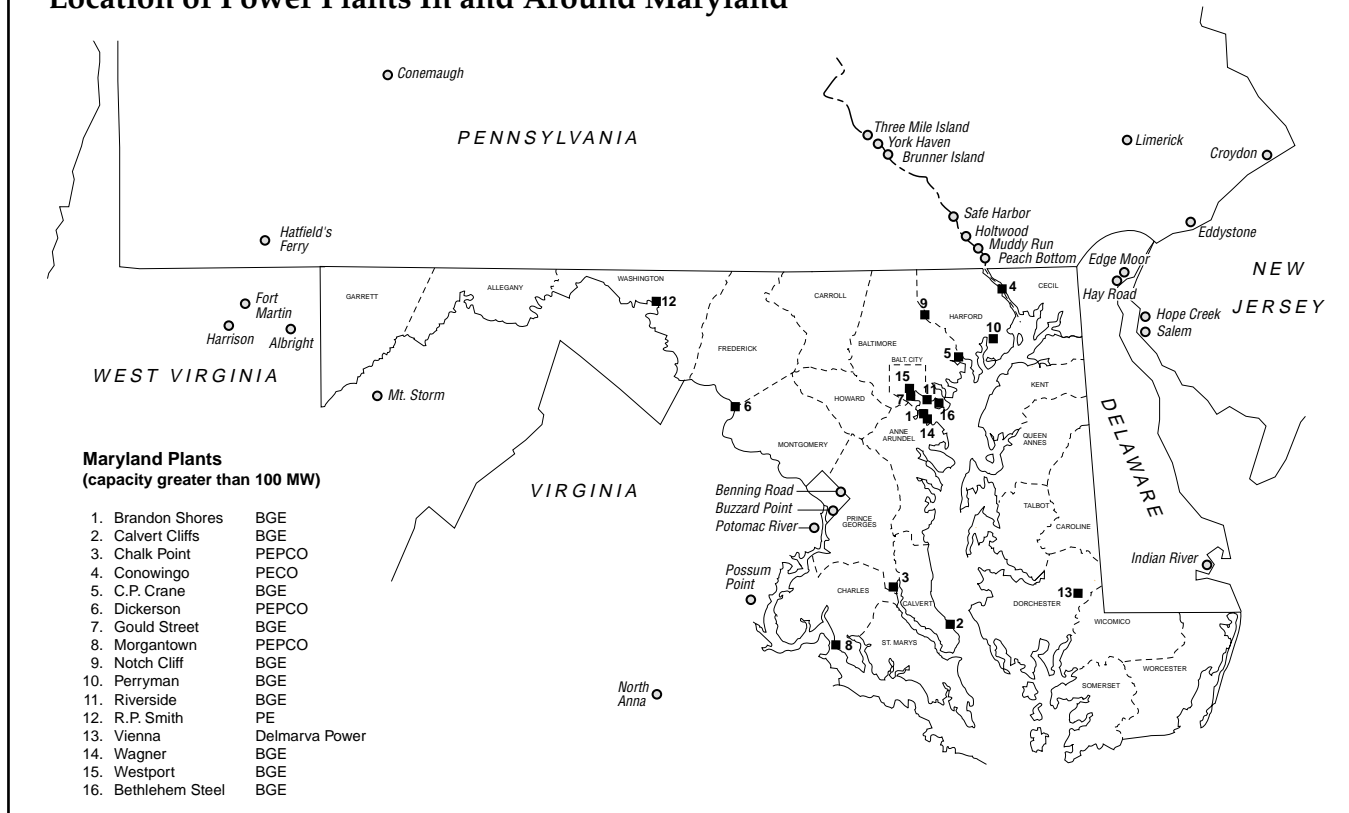 Location of Power Plants In and Around Maryland
Conemaugh
PENNSYLVANIA
Three Mile Island
York Haven
Brunner Island
Limerick
Croydon
Safe Harbor
Holtwood
Muddy Run
Peach Bottom
Eddystone
Hatfield's
Ferry
Edge Moor
Hay Road
NEW
JERSEY
Hope Creek
Salem
Fort
Martin
Harrison
Albright
WEST VIRGINIA
Mt. Storm
GARRETT
ALLEGANY
WASHINGTON
12
FREDERICK
CARROLL
BALTIMORE
9
HARFORD
4
CECIL
10
5
BALT. CITY
15
11
7
1
16
14
KENT
6
HOWARD
ANNE
ARUNDEL
QUEEN
ANNES
MONTGOMERY
DELAWARE
VIRGINIA
Benning Road
Buzzard Point
Potomac River
PRINCE
GEORGES
TALBOT
CAROLINE
Indian River
Possum
Point
CHARLES
3
CALVERT
13
DORCHESTER
WICOMICO
2
8
ST. MARYS
WORCESTER
SOMERSET
North
Anna
Maryland Plants
(capacity greater than 100 MW)
1. Brandon Shores BGE
2. Calvert Cliffs BGE
3. Chalk Point PEPCO
4. Conowingo PECO
5. C.P. Crane BGE
6. Dickerson PEPCO
7. Gould Street BGE
8. Morgantown PEPCO
9. Notch Cliff BGE
10. Perryman BGE
11. Riverside BGE
12. R.P. Smith PE
13. Vienna Delmarva Power
14. Wagner BGE
15. Westport BGE
16. Bethlehem Steel BGE